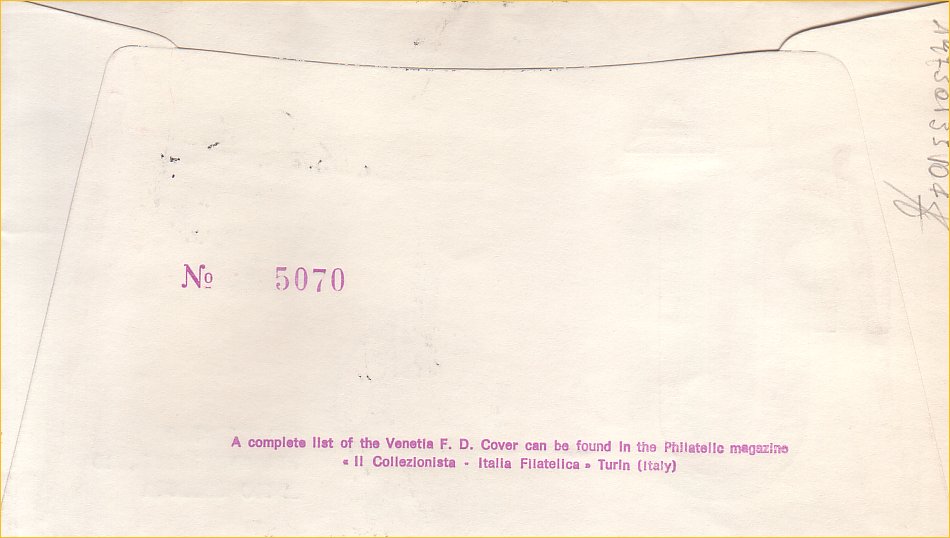 № 5070
A complete list of the Venetia F. D. Cover can be found in the Philatelic magazine
« Il Collezionista - Italia Filatelica » Turin (Italy)